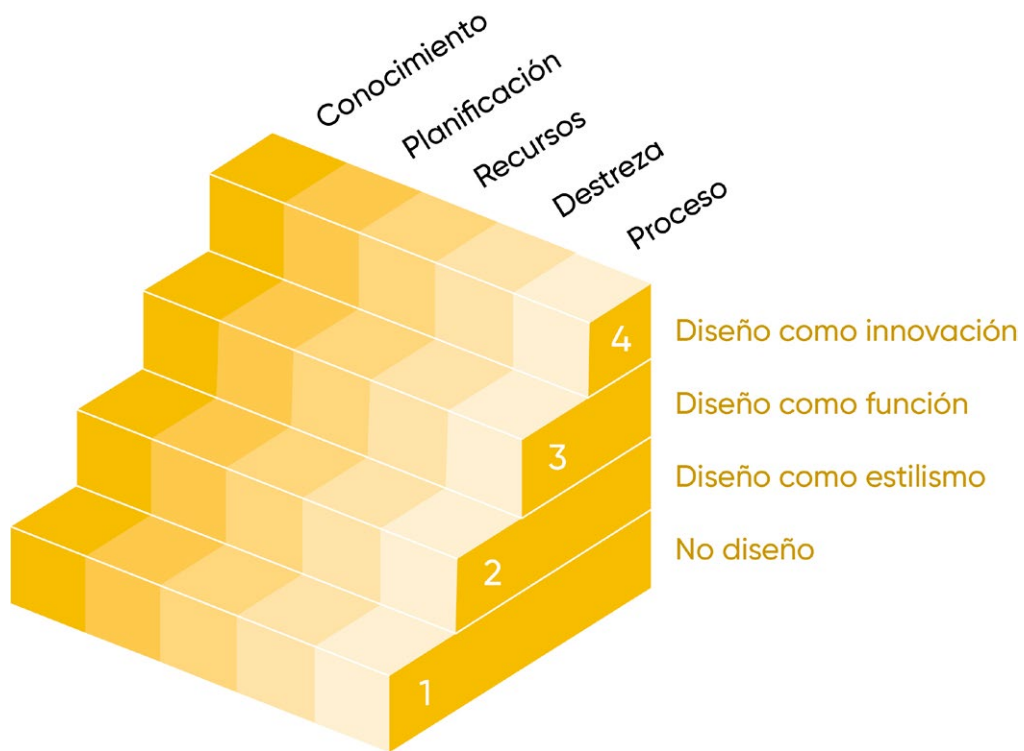 Conocimiento
Planificación
Recursos
Destreza
Proceso
4 Diseño como innovación
3 Diseño como función
2 Diseño como estilismo
1 No diseño